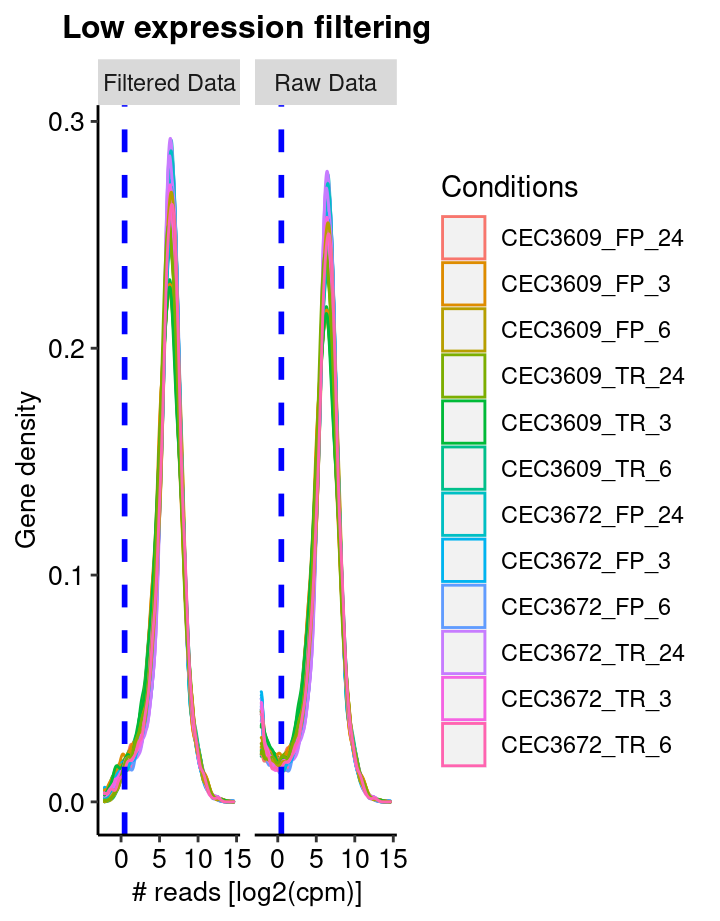 Low expression filtering
Filtered Data
Raw Data
0.3
0.2
0.1
0.0
Gene density
0 5 10 15
0 5 10 15
# reads [log2(cpm)]
Conditions
CEC3609_FP_24
CEC3609_FP_3
CEC3609_FP_6
CEC3609_TR_24
CEC3609_TR_3
CEC3609_TR_6
CEC3672_FP_24
CEC3672_FP_3
CEC3672_FP_6
CEC3672_TR_24
CEC3672_TR_3
CEC3672_TR_6